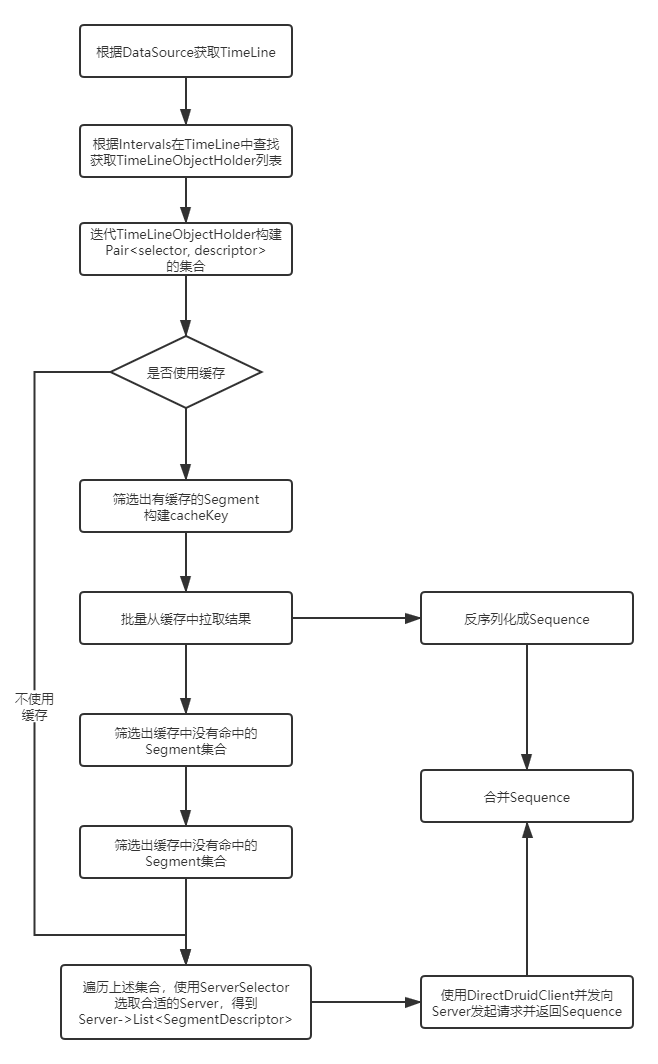 根据DataSource获取TimeLine
根据Intervals在TimeLine中查找
获取TimeLineObjectHolder列表
迭代TimeLineObjectHolder构建
Pair<selector, descriptor>
的集合
是否使用缓存
筛选出有缓存的Segment
构建cacheKey
批量从缓存中拉取结果
反序列化成Sequence
不使用
缓存
筛选出缓存中没有命中的
Segment集合
合并Sequence
筛选出缓存中没有命中的
Segment集合
遍历上述集合，使用ServerSelector
选取合适的Server，得到
Server->List<SegmentDescriptor>
使用DirectDruidClient并发向
Server发起请求并返回Sequence